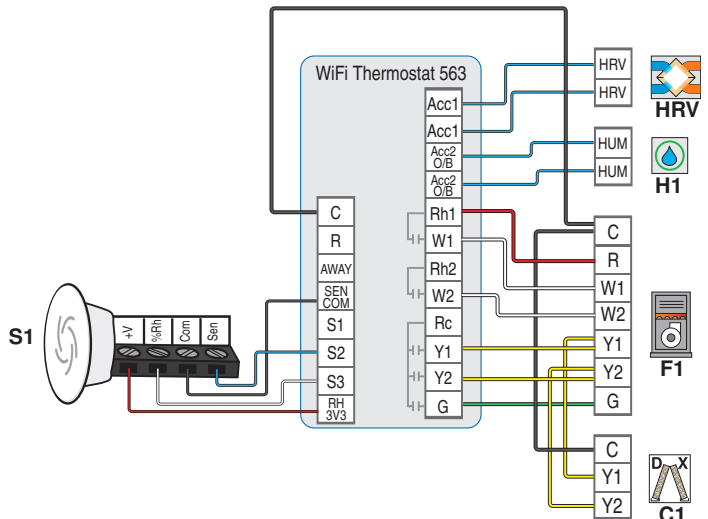 WiFi Thermostat 563
Acc1
Acc1
Acc2
O/B
Acc2
O/B
Rh1
W1
Rh2
W2
Rc
Y1
Y2
G
C
R
AWAY
SEN
COM
S1
S2
S3
RH
3V3
S1
+V
%Rh
Com
Sen
HRV
HRV
HRV
HUM
HUM
H1
C
R
W1
W2
Y1
Y2
G
F1
C
Y1
Y2
D X
C1